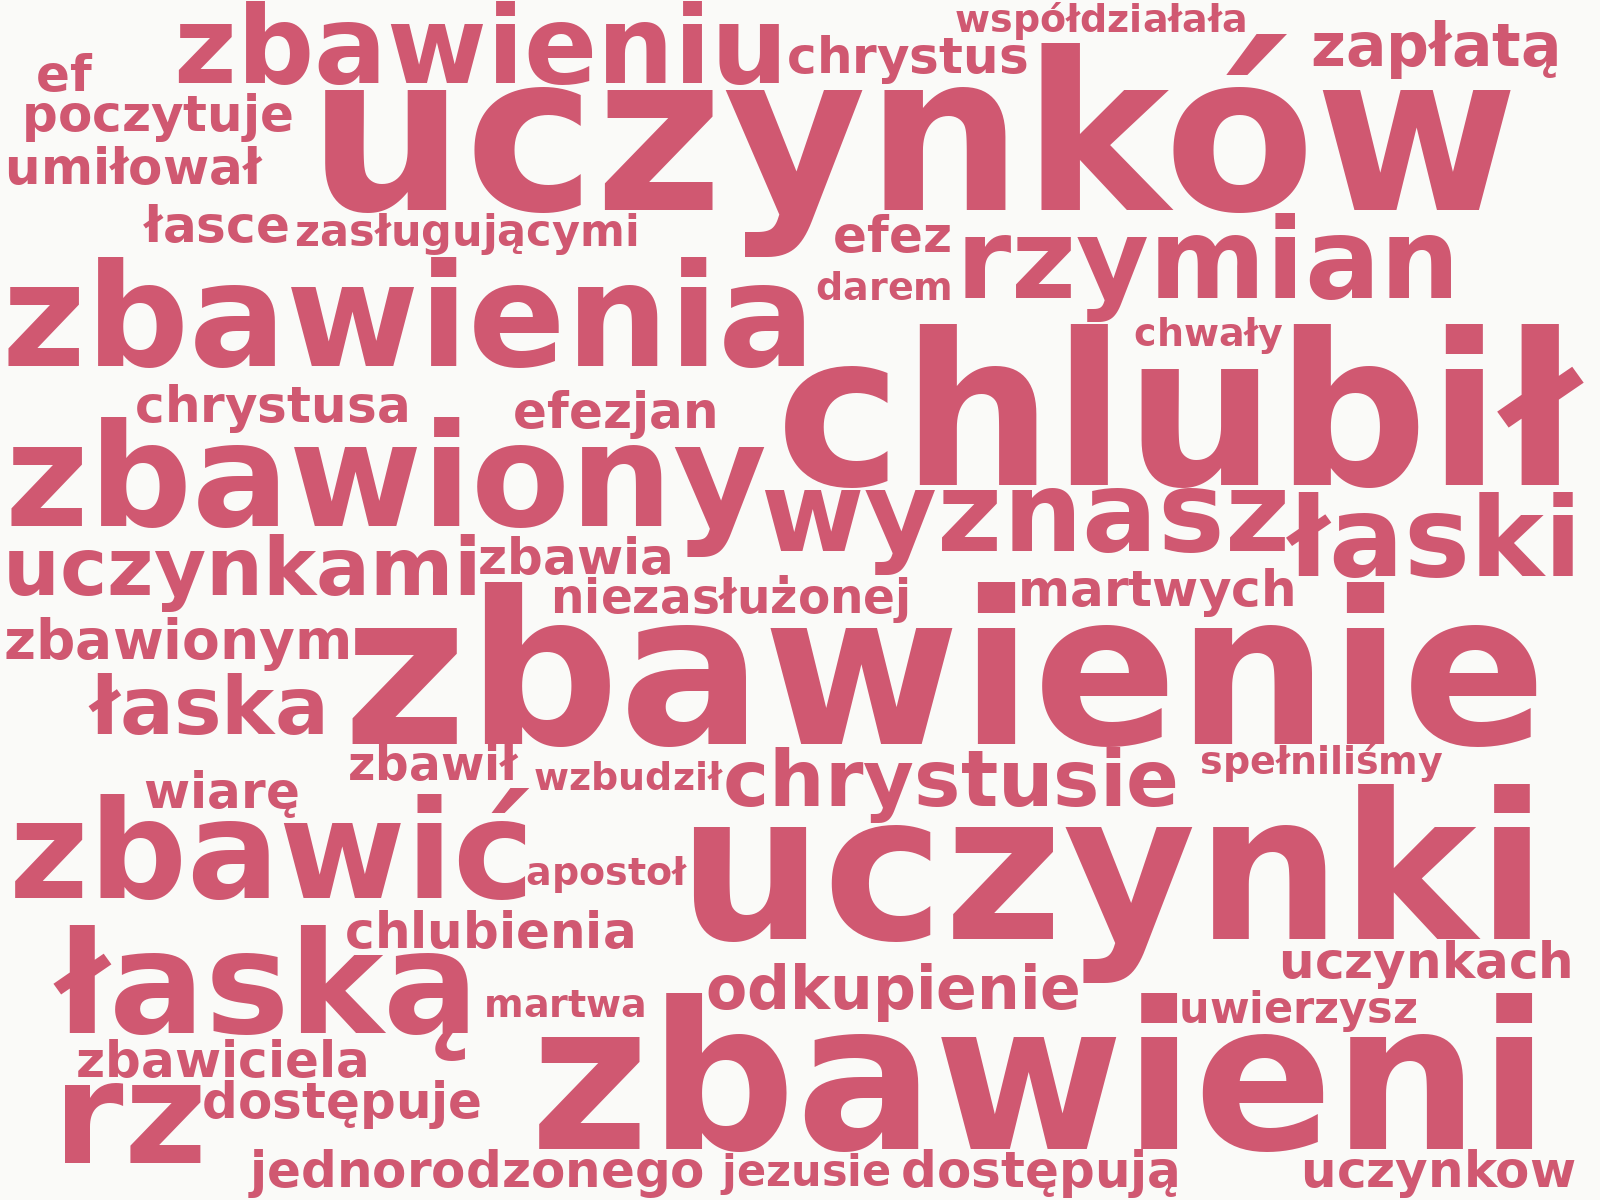 współdziałała
zbawieniu
chrystus
zapłatą
ef
poczytuje
uczynków
umiłował
łasce
zasługującymi
efez
rzymian
darem
zbawienia
chwały
chlubił
chrystusa
efezjan
zbawiony
wyznasz
łaski
uczynkami
zbawia
niezasłużonej
martwych
zbawionym
zbawienie
łaska
zbawił
wzbudził
chrystusie
spełniliśmy
wiarę
zbawić
apostoł
uczynki
chlubienia
łaską
martwa
odkupienie
uczynkach
uwierzysz
zbawiciela
zbawieni
rz
dostępuje
jednorodzonego
jezusie
dostępują
uczynkow